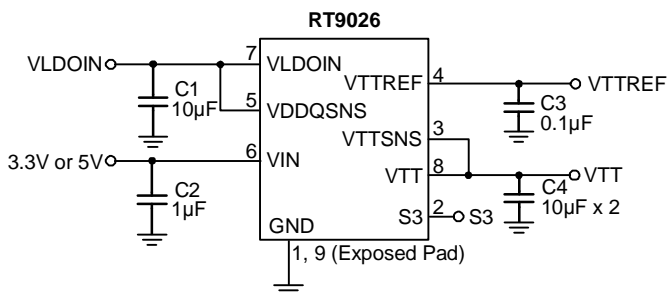 RT9026
VLDOIN
7
VLDOIN
C1
10µF
5
VDDQSNS
3.3V or 5V
6
VIN
C2
1µF
VTTREF
4
VTTREF
C3
0.1µF
VTTSNS
3
VTT
8
VTT
C4
10µF x 2
S3
2
S3
GND
1, 9 (Exposed Pad)